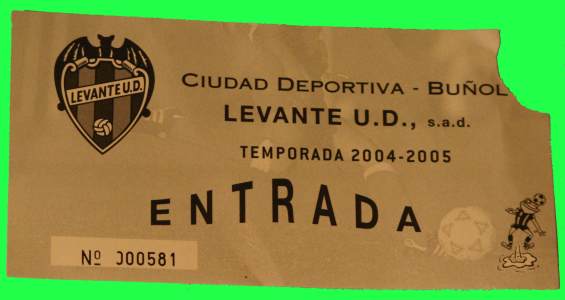 LEVANTE U.D.
CIUDAD DEPORTIVA - BUÑOL
LEVANTE U.D., s.a.d.
TEMPORADA 2004-2005
ENTRADA
Nº 000581